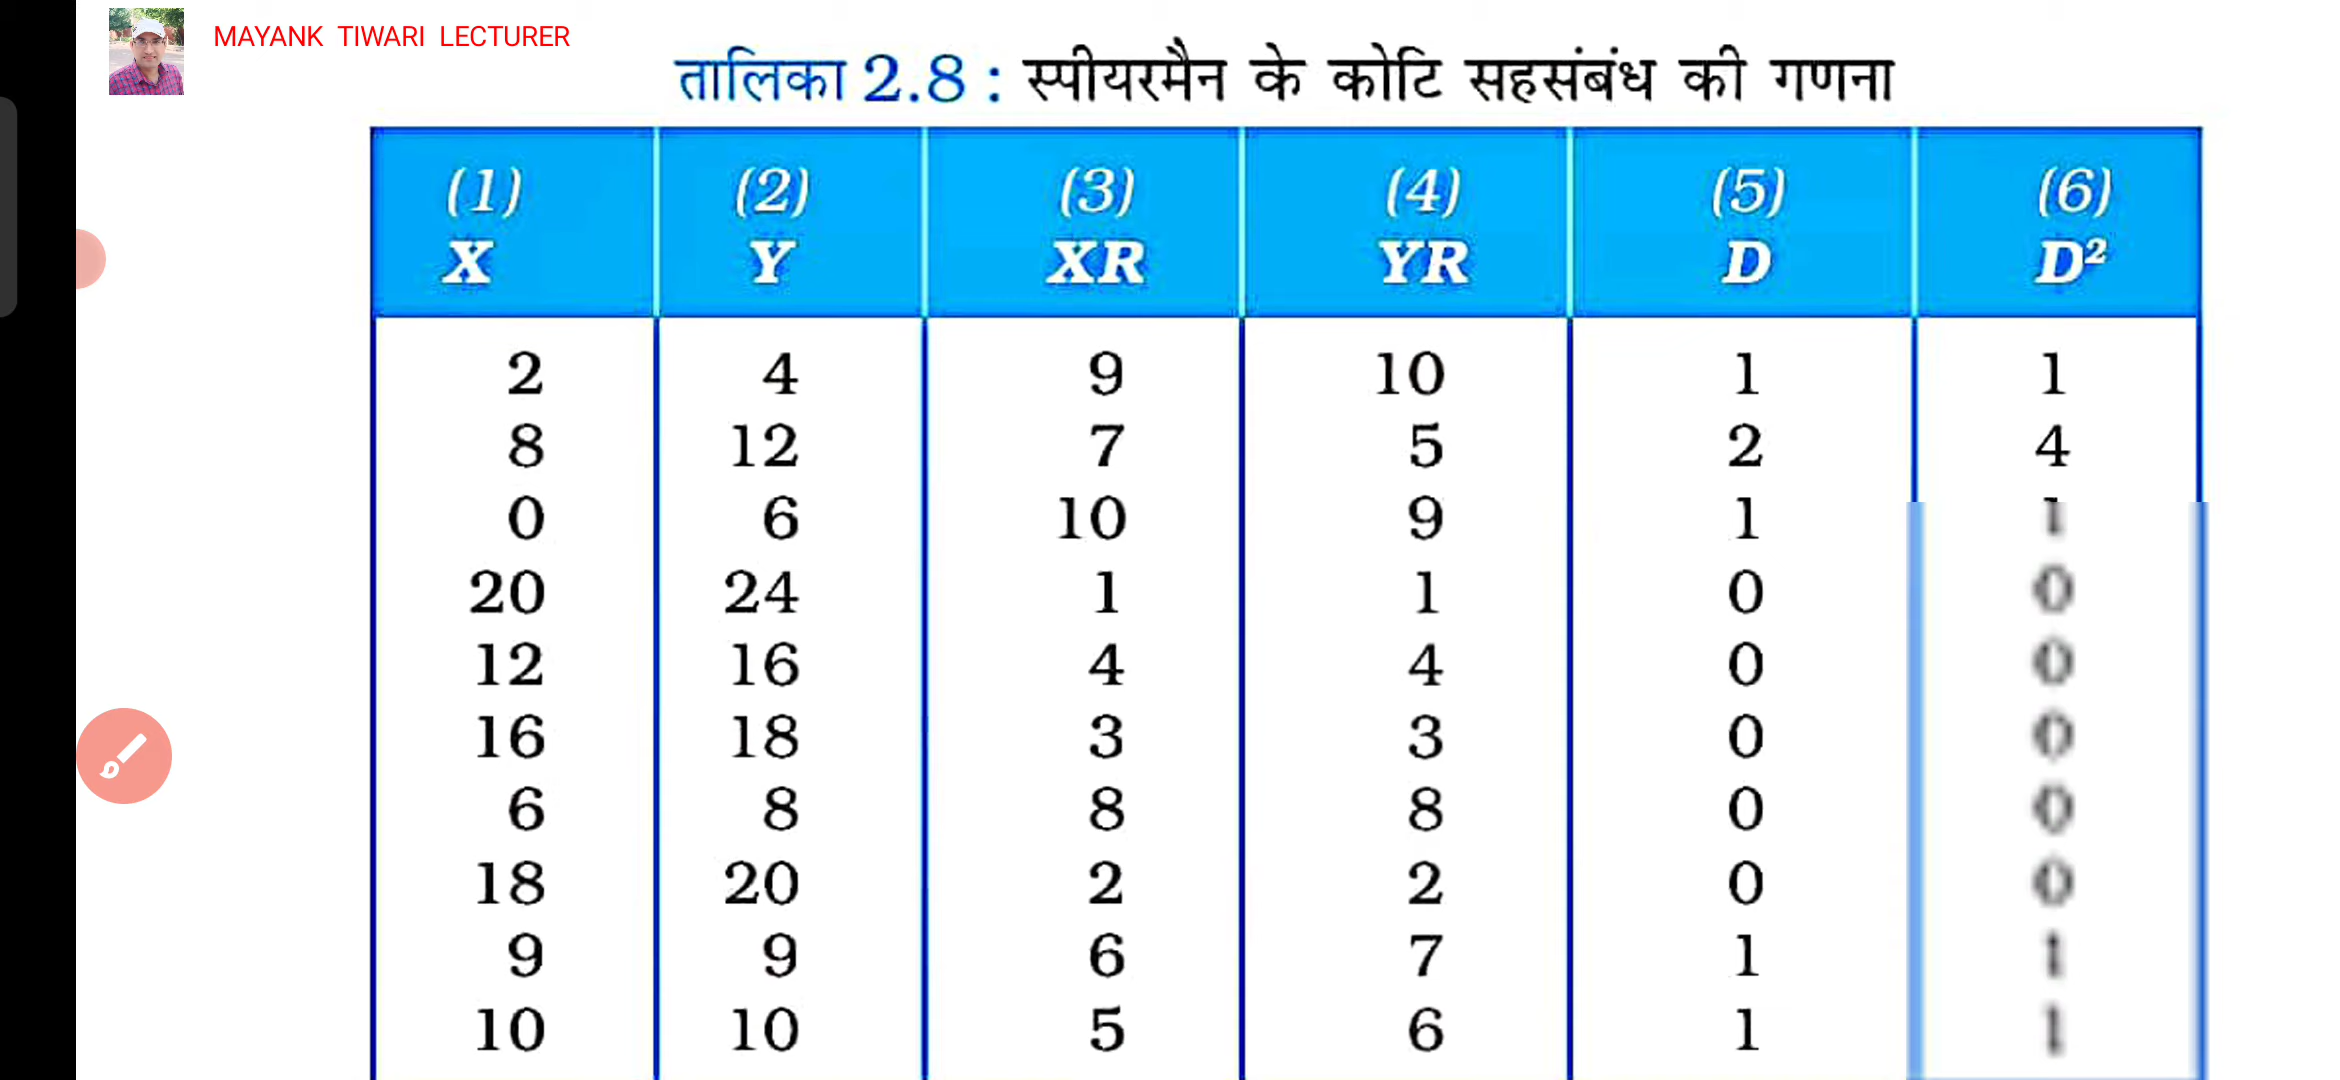 MAYANK TIWARI LECTURER
तालिका 2.8 : स्पीयरमैन के कोटि सहसंबंध की गणना
(1) (2) (3) (4) (5) (6)
X Y XR YR D D²
2 4 9 10 1 1
8 12 7 5 2 4
0 6 10 9 1 1
20 24 1 1 0 0
12 16 4 4 0 0
16 18 3 3 0 0
6 8 8 8 0 0
18 20 2 2 0 0
9 9 6 7 1 1
10 10 5 6 1 1